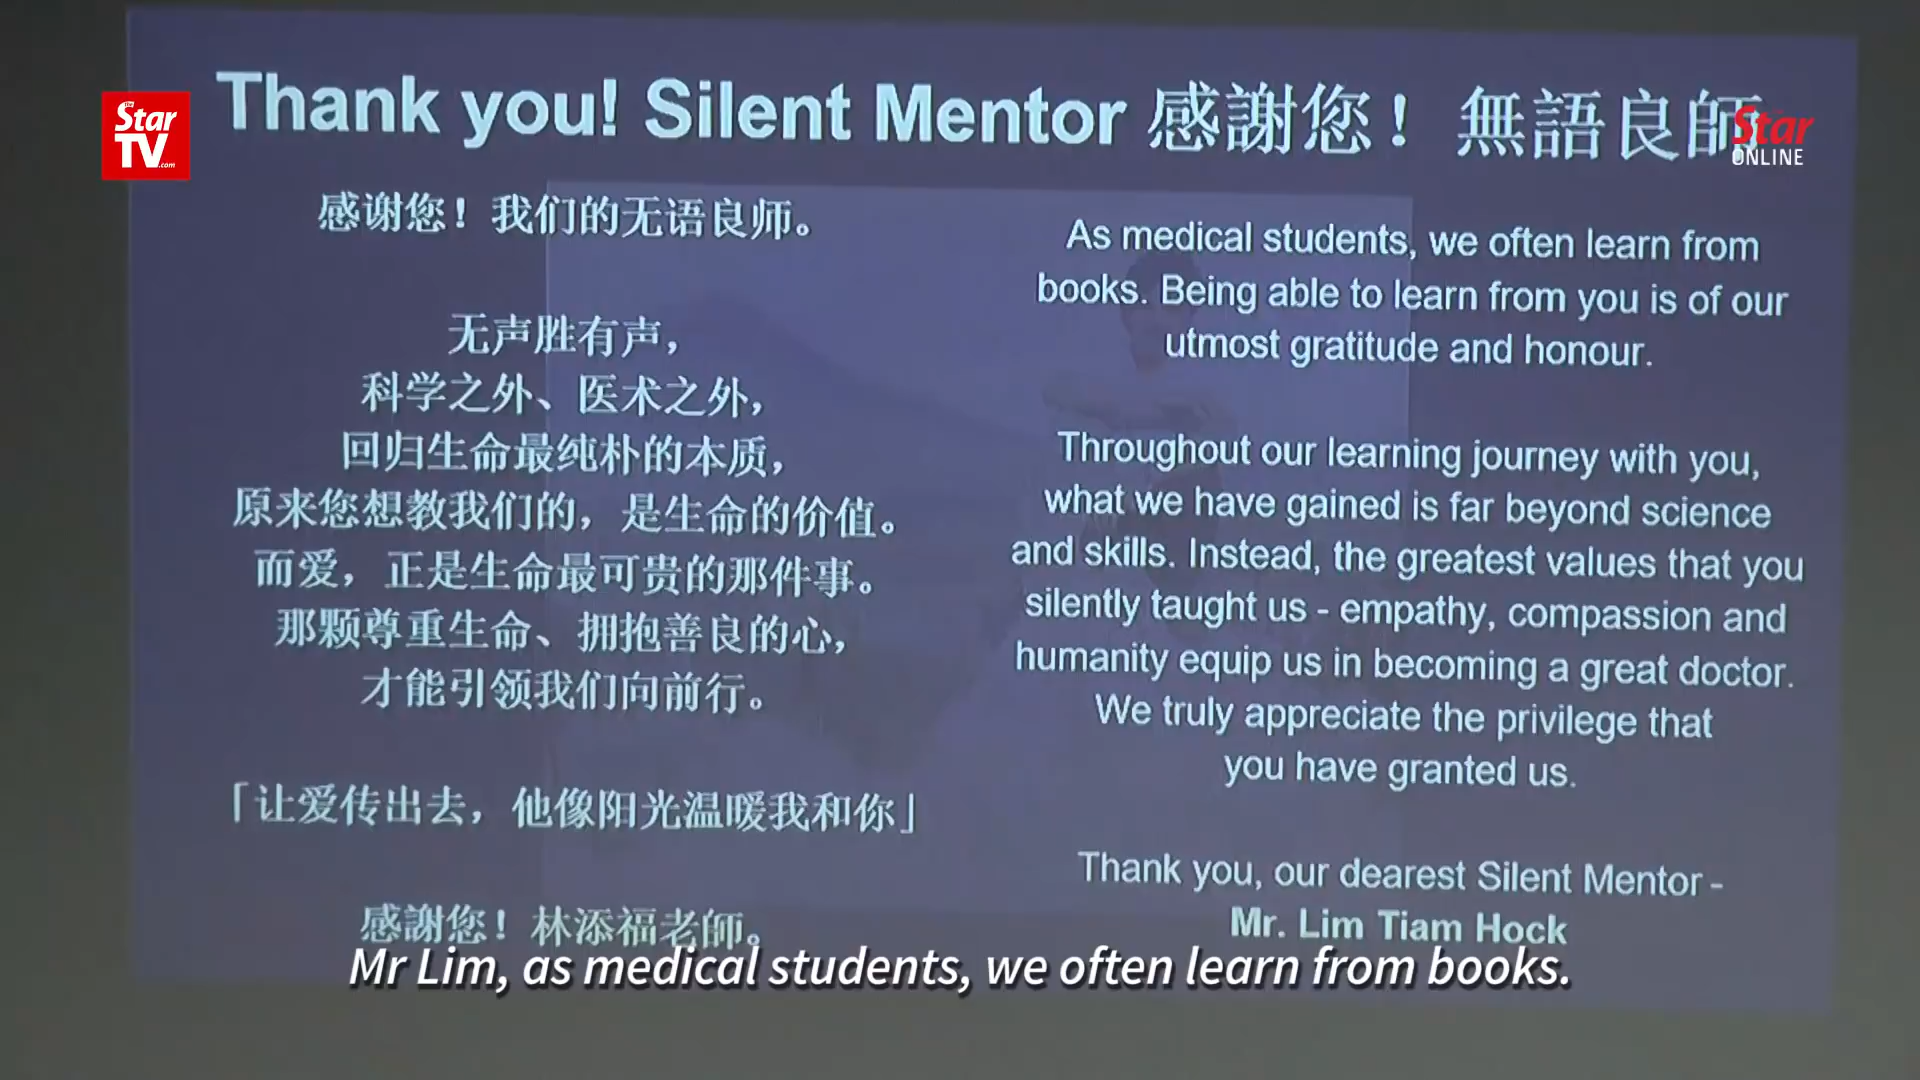 Thank you! Silent Mentor 感謝您！ 無語良師
The Star
TV.com
Star
ONLINE
感谢您！我们的无语良师。
无声胜有声，
科学之外、医术之外，
回归生命最纯朴的本质，
原来您想教我们的，是生命的价值。
而爱，正是生命最可贵的那件事。
那颗尊重生命、拥抱善良的心，
才能引领我们向前行。
「让爱传出去，他像阳光温暖我和你」
感謝您！林添福老師。
As medical students, we often learn from
books. Being able to learn from you is of our
utmost gratitude and honour.
Throughout our learning journey with you,
what we have gained is far beyond science
and skills. Instead, the greatest values that you
silently taught us - empathy, compassion and
humanity equip us in becoming a great doctor.
We truly appreciate the privilege that
you have granted us.
Thank you, our dearest Silent Mentor -
Mr. Lim Tiam Hock
Mr Lim, as medical students, we often learn from books.